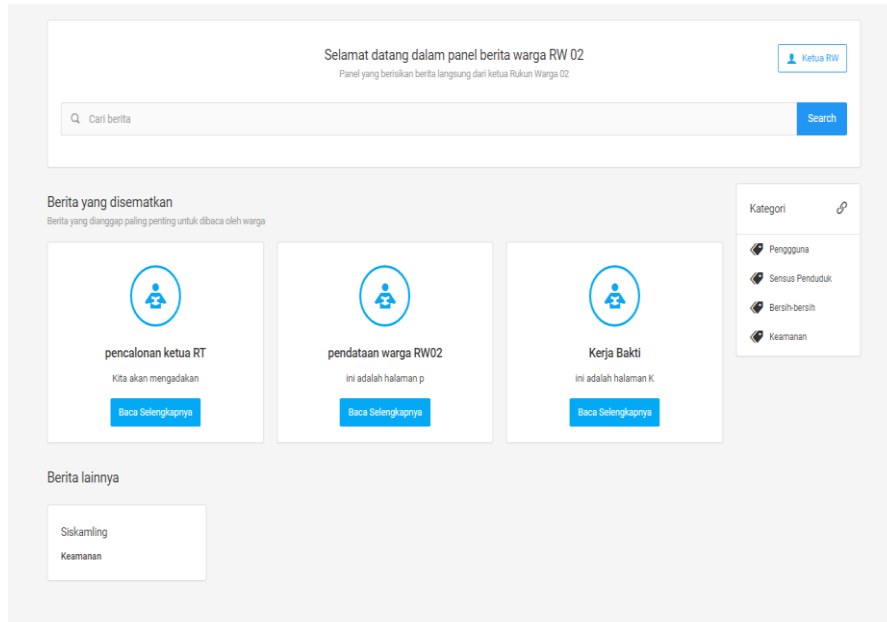 Selamat datang dalam panel berita warga RW 02
Panel yang berisikan berita langsung dari ketua Rukun Warga 02
Ketua RW
Cari berita
Search
Berita yang disematkan
Berita yang dianggap paling penting untuk dibaca oleh warga
pencalonan ketua RT
Kita akan mengadakan
Baca Selengkapnya
pendataan warga RW02
ini adalah halaman p
Baca Selengkapnya
Kerja Bakti
ini adalah halaman K
Baca Selengkapnya
Kategori
Penggguna
Sensus Penduduk
Bersih-bersih
Keamanan
Berita lainnya
Siskamling
Keamanan